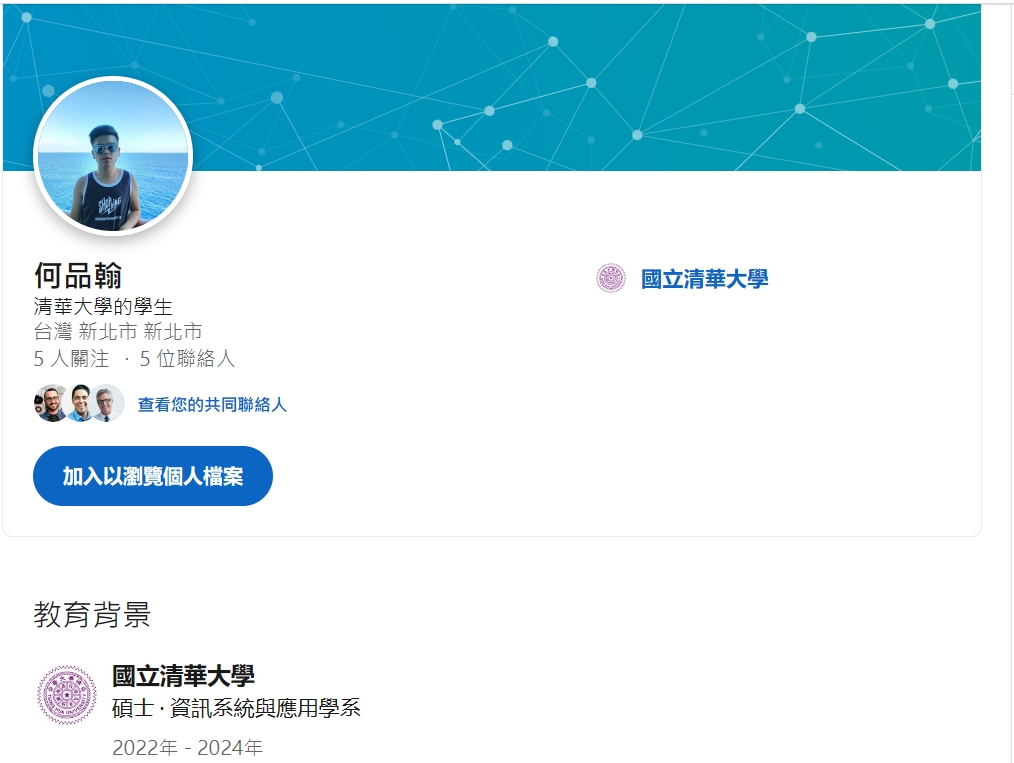 何品翰
國立清華大學
清華大學的學生
台灣 新北市 新北市
5 人關注 · 5 位聯絡人
查看您的共同聯絡人
加入以瀏覽個人檔案
教育背景
國立清華大學
碩士 · 資訊系統與應用學系
2022年 - 2024年